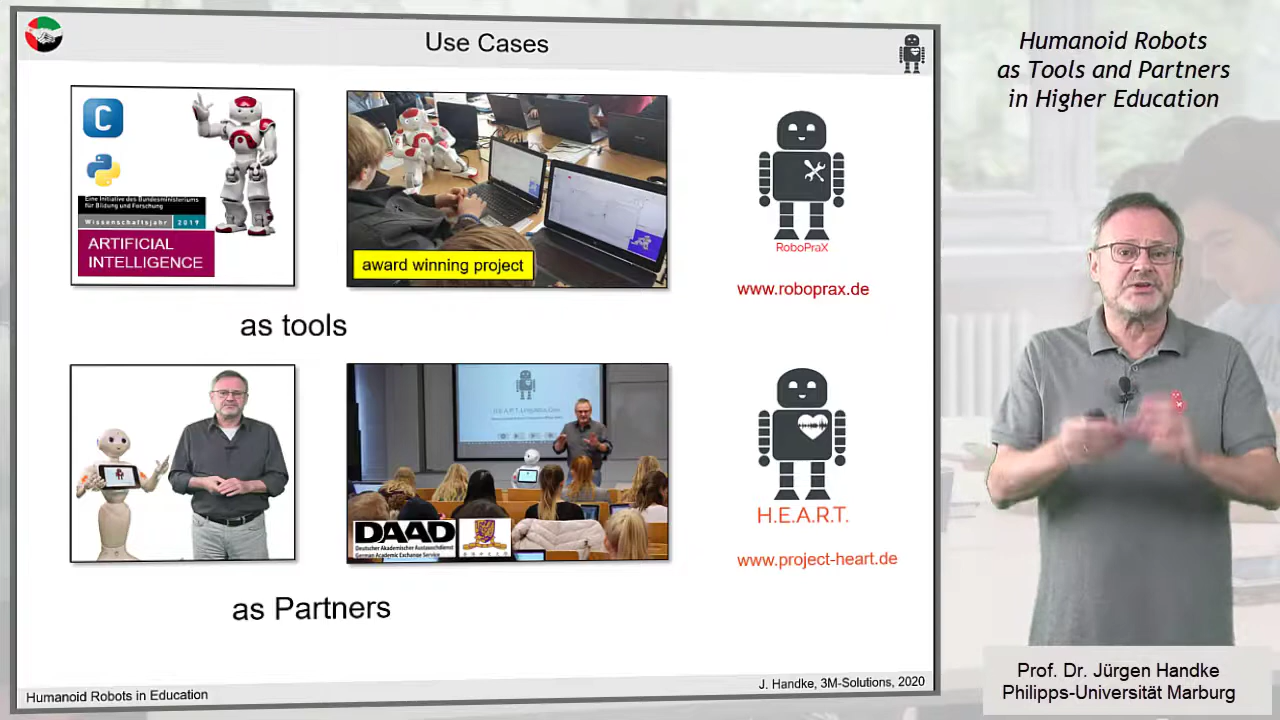 Use Cases
Humanoid Robots
as Tools and Partners
in Higher Education
C
Eine Initiative des Bundesministeriums
für Bildung und Forschung
Wissenschaftsjahr 2019
ARTIFICIAL
INTELLIGENCE
award winning project
RoboPraX
www.roboprax.de
as tools
DAAD
Deutscher Akademischer Austauschdienst
German Academic Exchange Service
H.E.A.R.T.
www.project-heart.de
as Partners
Humanoid Robots in Education
J. Handke, 3M-Solutions, 2020
Prof. Dr. Jürgen Handke
Philipps-Universität Marburg